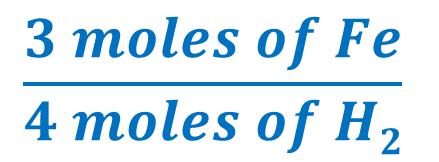 3 moles of Fe
4 moles of H₂